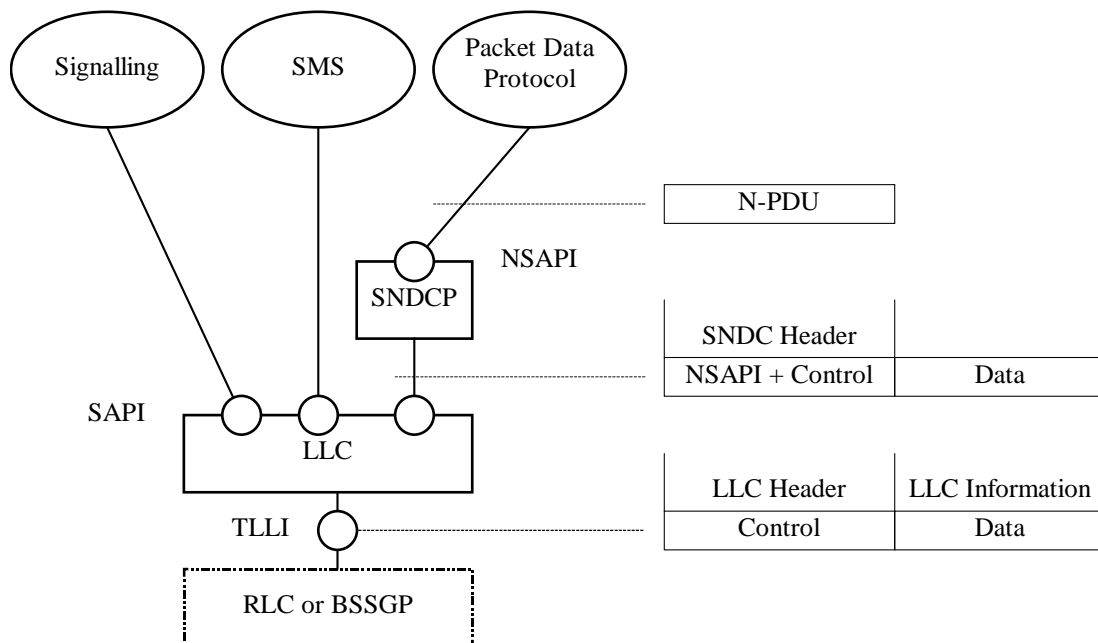 Signalling
SMS
Packet Data
Protocol
N-PDU
NSAPI
SNDCP
SNDC Header
NSAPI + Control
Data
SAPI
LLC
LLC Header
LLC Information
Control
Data
TLLI
RLC or BSSGP